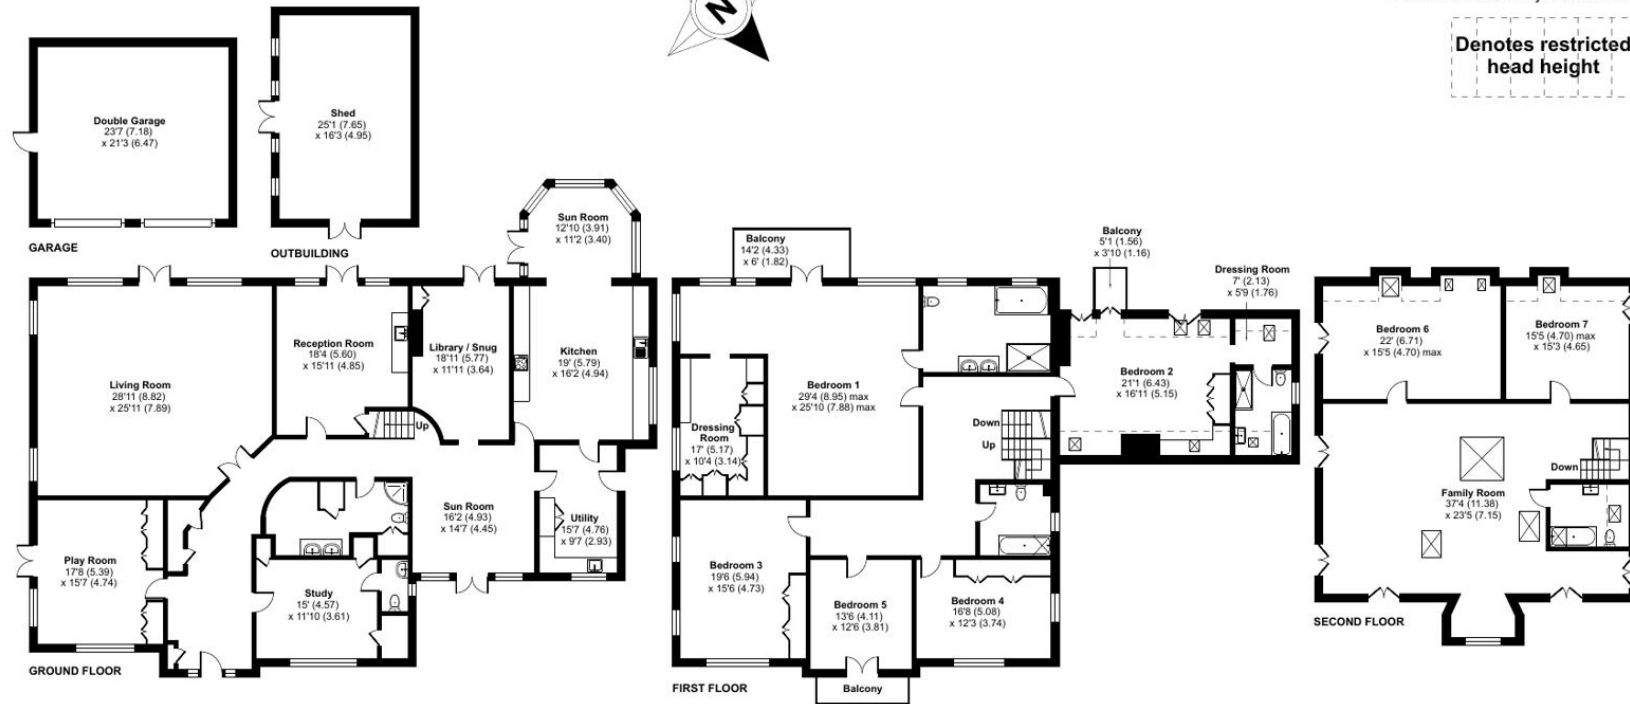 N
Denotes restricted
head height
Double Garage
23'7 (7.18)
x 21'3 (6.47)
GARAGE
Shed
25'1 (7.65)
x 16'3 (4.95)
OUTBUILDING
Sun Room
12'10 (3.91)
x 11'2 (3.40)
Living Room
28'11 (8.82)
x 25'11 (7.89)
Reception Room
18'4 (5.60)
x 15'11 (4.85)
Library / Snug
18'11 (5.77)
x 11'11 (3.64)
Kitchen
19' (5.79)
x 16'2 (4.94)
Up
Sun Room
16'2 (4.93)
x 14'7 (4.45)
Utility
15'7 (4.76)
x 9'7 (2.93)
Play Room
17'8 (5.39)
x 15'7 (4.74)
Study
15' (4.57)
x 11'10 (3.61)
GROUND FLOOR
Balcony
14'2 (4.33)
x 6' (1.82)
Bedroom 1
29'4 (8.95) max
x 25'10 (7.88) max
Dressing
Room
17' (5.17)
x 10'4 (3.14)
Down
Up
Bedroom 3
19'6 (5.94)
x 15'6 (4.73)
Bedroom 5
13'6 (4.11)
x 12'6 (3.81)
Bedroom 4
16'8 (5.08)
x 12'3 (3.74)
Balcony
FIRST FLOOR
Balcony
5'1 (1.56)
x 3'10 (1.16)
Dressing Room
7' (2.13)
x 5'9 (1.76)
Bedroom 2
21'1 (6.43)
x 16'11 (5.15)
Bedroom 6
22' (6.71)
x 15'5 (4.70) max
Bedroom 7
15'5 (4.70) max
x 15'3 (4.65)
Down
Family Room
37'4 (11.38)
x 23'5 (7.15)
SECOND FLOOR